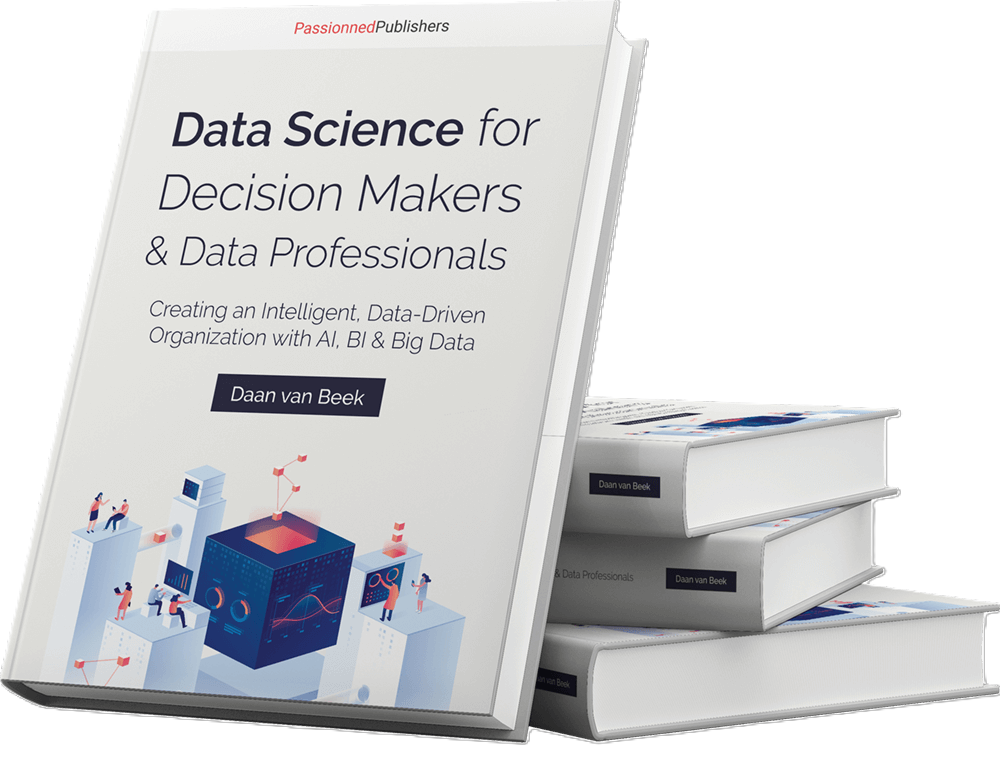 PassionnedPublishers
Data Science for
Decision Makers
& Data Professionals
Creating an Intelligent, Data-Driven
Organization with AI, BI & Big Data
Daan van Beek
Daan van Beek
& Data Professionals
Daan van Beek
van Beek